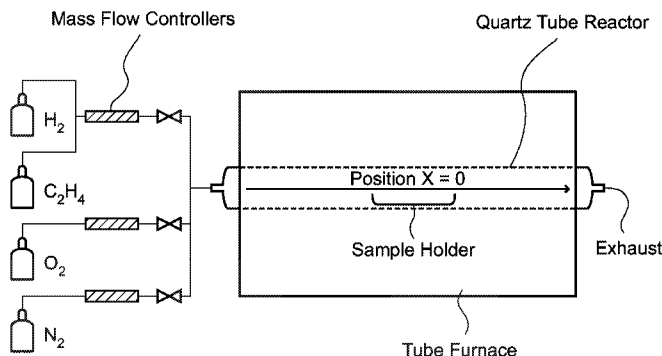 Mass Flow Controllers
Quartz Tube Reactor
H₂
C₂H₄
O₂
N₂
Position X = 0
Sample Holder
Exhaust
Tube Furnace